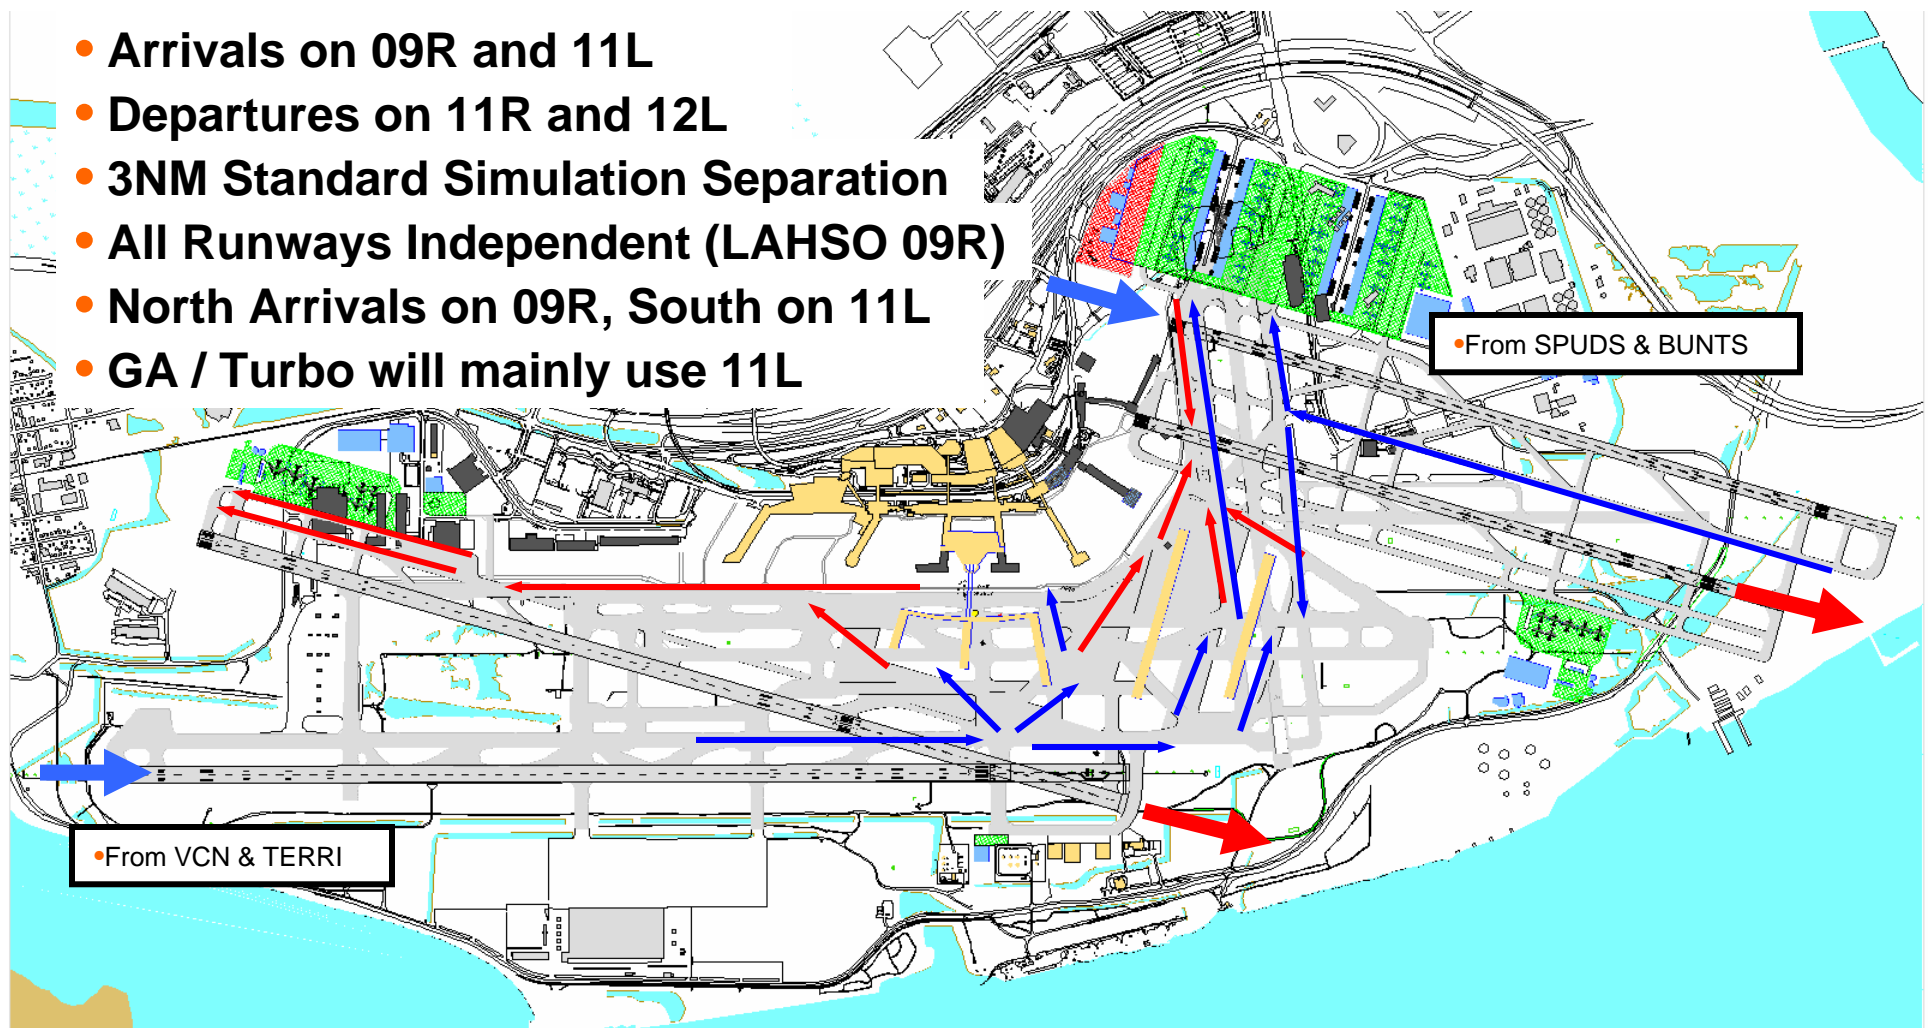 • Arrivals on 09R and 11L
• Departures on 11R and 12L
• 3NM Standard Simulation Separation
• All Runways Independent (LAHSO 09R)
• North Arrivals on 09R, South on 11L
• GA / Turbo will mainly use 11L
•From SPUDS & BUNTS
•From VCN & TERRI